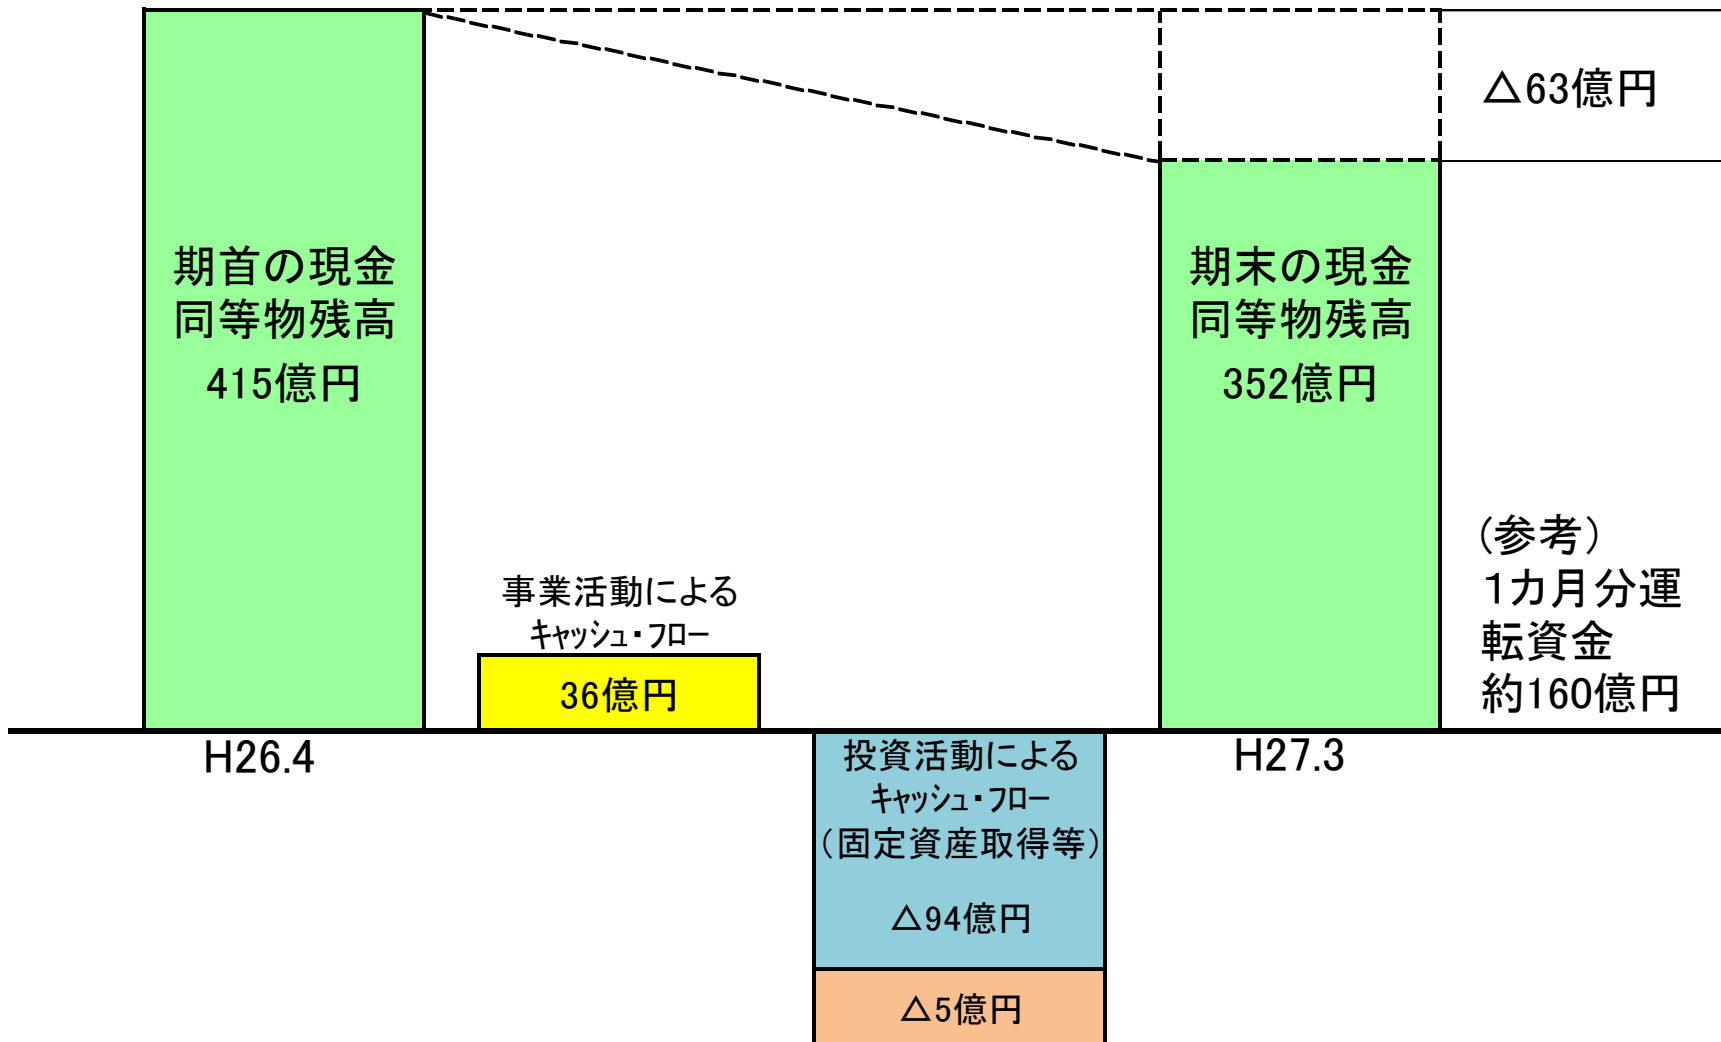 △63億円
期首の現金
同等物残高
415億円
期末の現金
同等物残高
352億円
(参考)
1カ月分運
転資金
約160億円
事業活動による
ｷｬｯｼｭ・ﾌﾛｰ
36億円
H26.4
H27.3
投資活動による
ｷｬｯｼｭ・ﾌﾛｰ
(固定資産取得等)
△94億円
△5億円